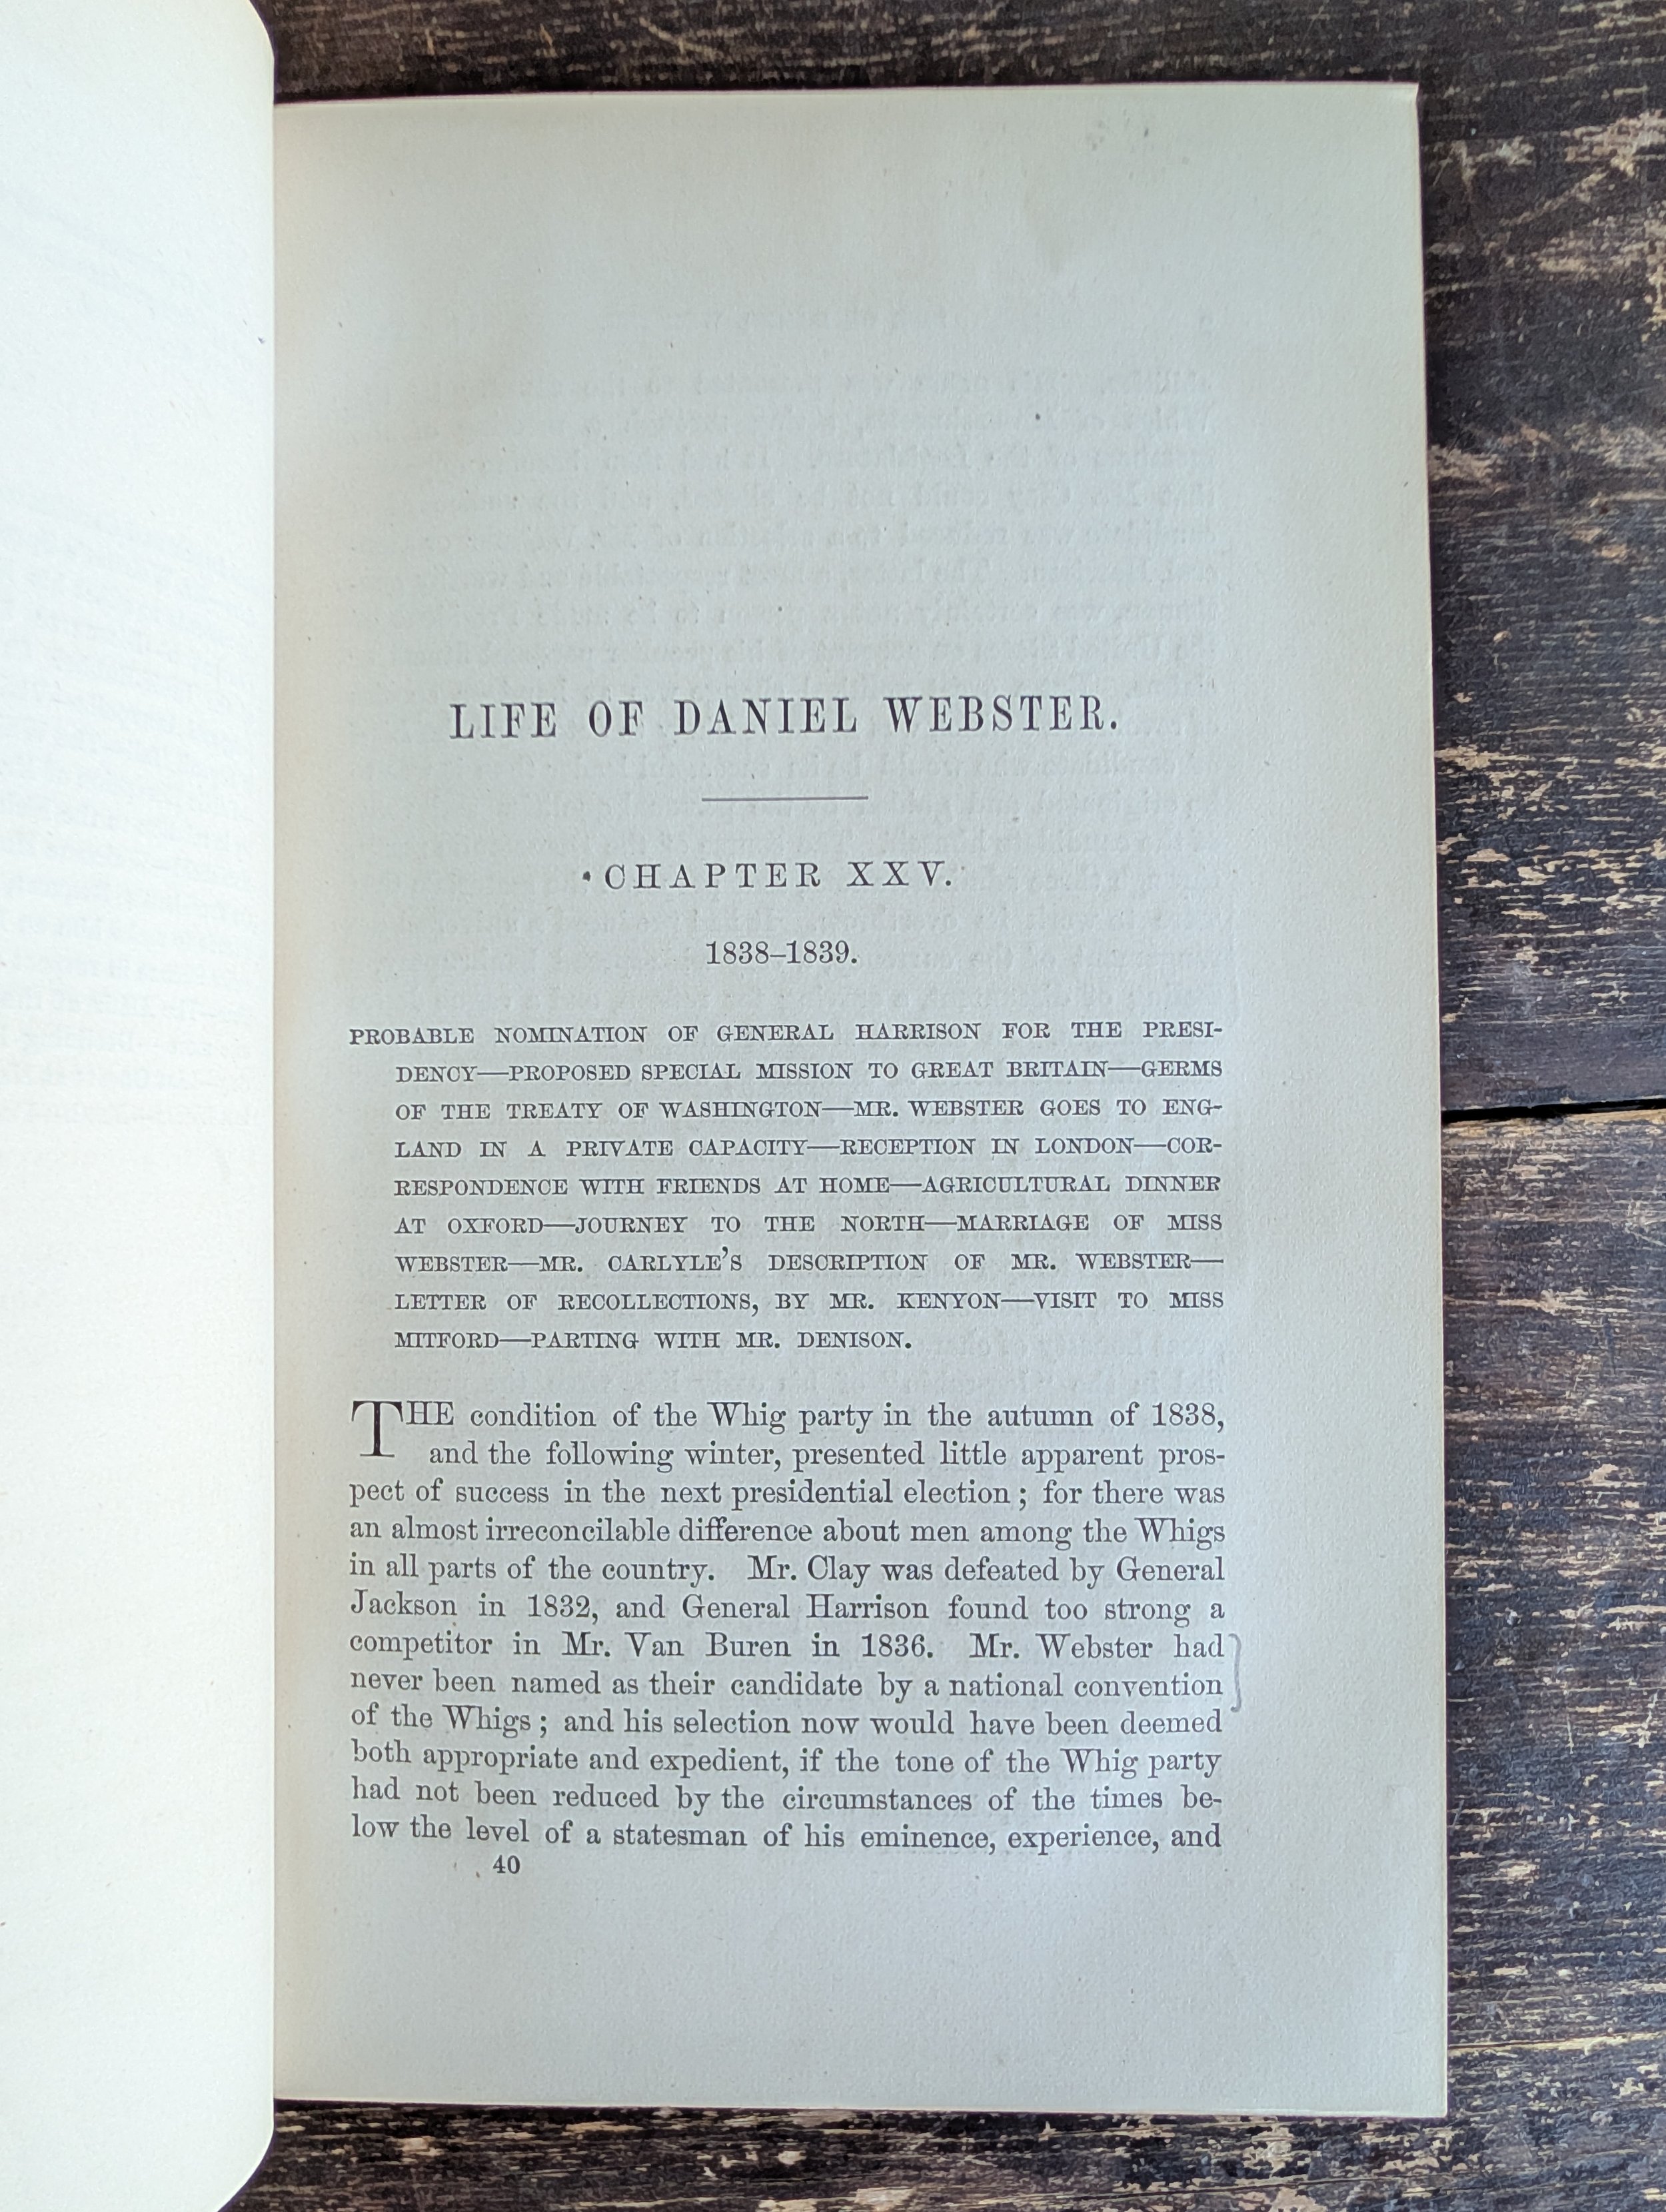 LIFE OF DANIEL WEBSTER.
CHAPTER XXV.
1838–1839.
PROBABLE NOMINATION OF GENERAL HARRISON FOR THE PRESI-
DENCY—PROPOSED SPECIAL MISSION TO GREAT BRITAIN—GERMS
OF THE TREATY OF WASHINGTON—MR. WEBSTER GOES TO ENG-
LAND IN A PRIVATE CAPACITY—RECEPTION IN LONDON—COR-
RESPONDENCE WITH FRIENDS AT HOME—AGRICULTURAL DINNER
AT OXFORD—JOURNEY TO THE NORTH—MARRIAGE OF MISS
WEBSTER—MR. CARLYLE'S DESCRIPTION OF MR. WEBSTER—
LETTER OF RECOLLECTIONS, BY MR. KENYON—VISIT TO MISS
MITFORD—PARTING WITH MR. DENISON.
THE condition of the Whig party in the autumn of 1838,
and the following winter, presented little apparent pros-
pect of success in the next presidential election; for there was
an almost irreconcilable difference about men among the Whigs
in all parts of the country. Mr. Clay was defeated by General
Jackson in 1832, and General Harrison found too strong a
competitor in Mr. Van Buren in 1836. Mr. Webster had
never been named as their candidate by a national convention
of the Whigs; and his selection now would have been deemed
both appropriate and expedient, if the tone of the Whig party
had not been reduced by the circumstances of the times be-
low the level of a statesman of his eminence, experience, and
40